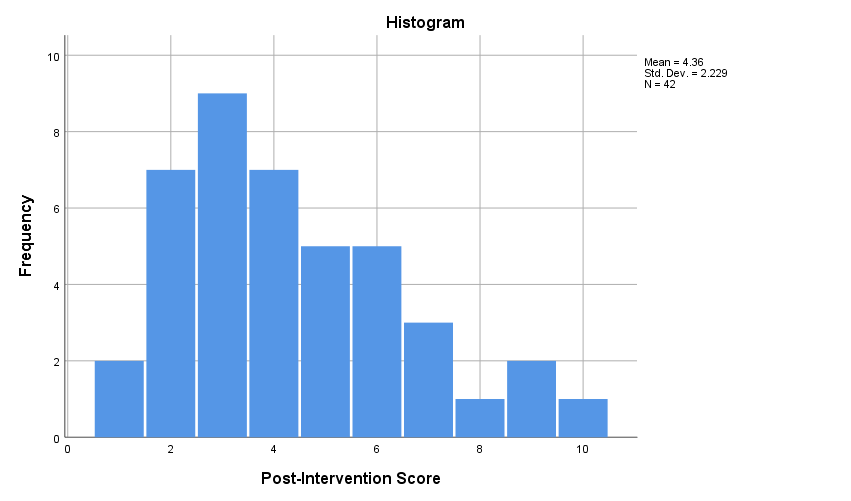 Histogram
Mean = 4.36
Std. Dev. = 2.229
N = 42
10
8
6
4
2
0
Frequency
0 2 4 6 8 10
Post-Intervention Score